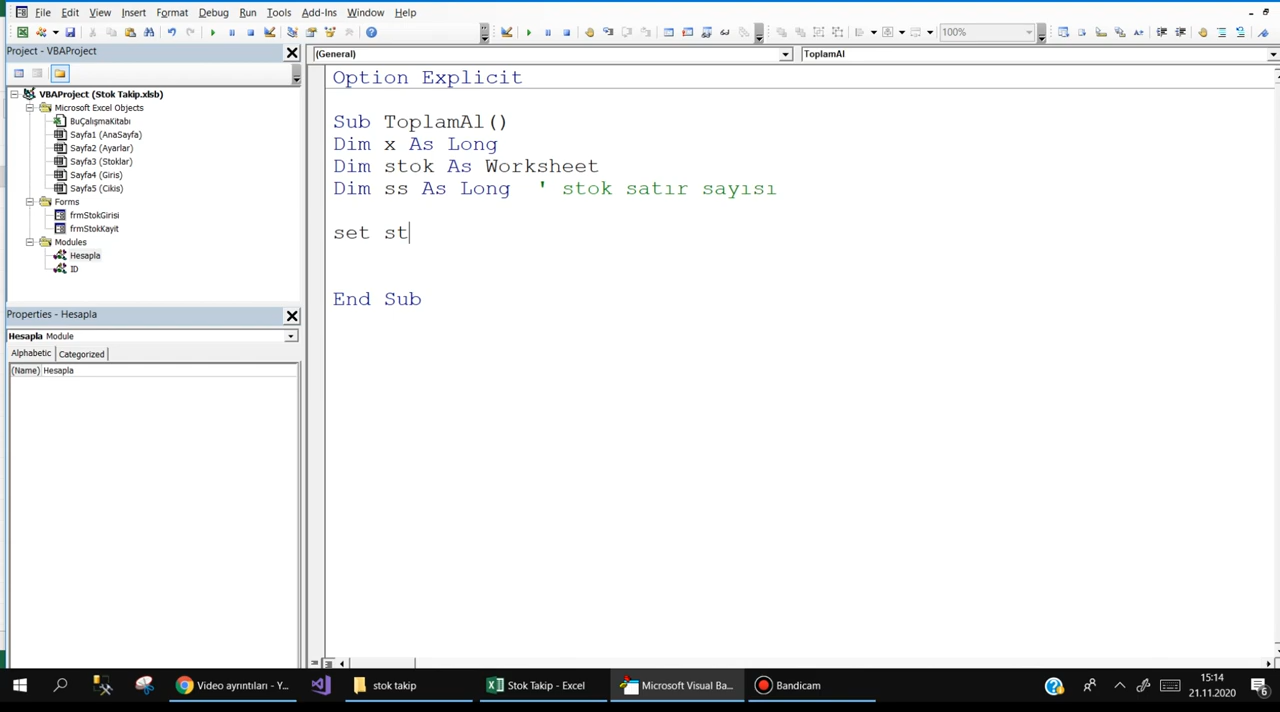 File Edit View Insert Format Debug Run Tools Add-Ins Window Help
100%
Project - VBAProject
VBAProject (Stok Takip.xlsb)
Microsoft Excel Objects
BuÇalışmaKitabı
Sayfa1 (AnaSayfa)
Sayfa2 (Ayarlar)
Sayfa3 (Stoklar)
Sayfa4 (Giris)
Sayfa5 (Cikis)
Forms
frmStokGirisi
frmStokKayit
Modules
Hesapla
ID
Properties - Hesapla
Hesapla Module
Alphabetic Categorized
(Name) Hesapla
(General) ToplamAl
Option Explicit
Sub ToplamAl()
Dim x As Long
Dim stok As Worksheet
Dim ss As Long ' stok satır sayısı
set st
End Sub
Video ayrıntıları - Y... stok takip Stok Takip - Excel Microsoft Visual Ba... Bandicam
15:14
21.11.2020
6